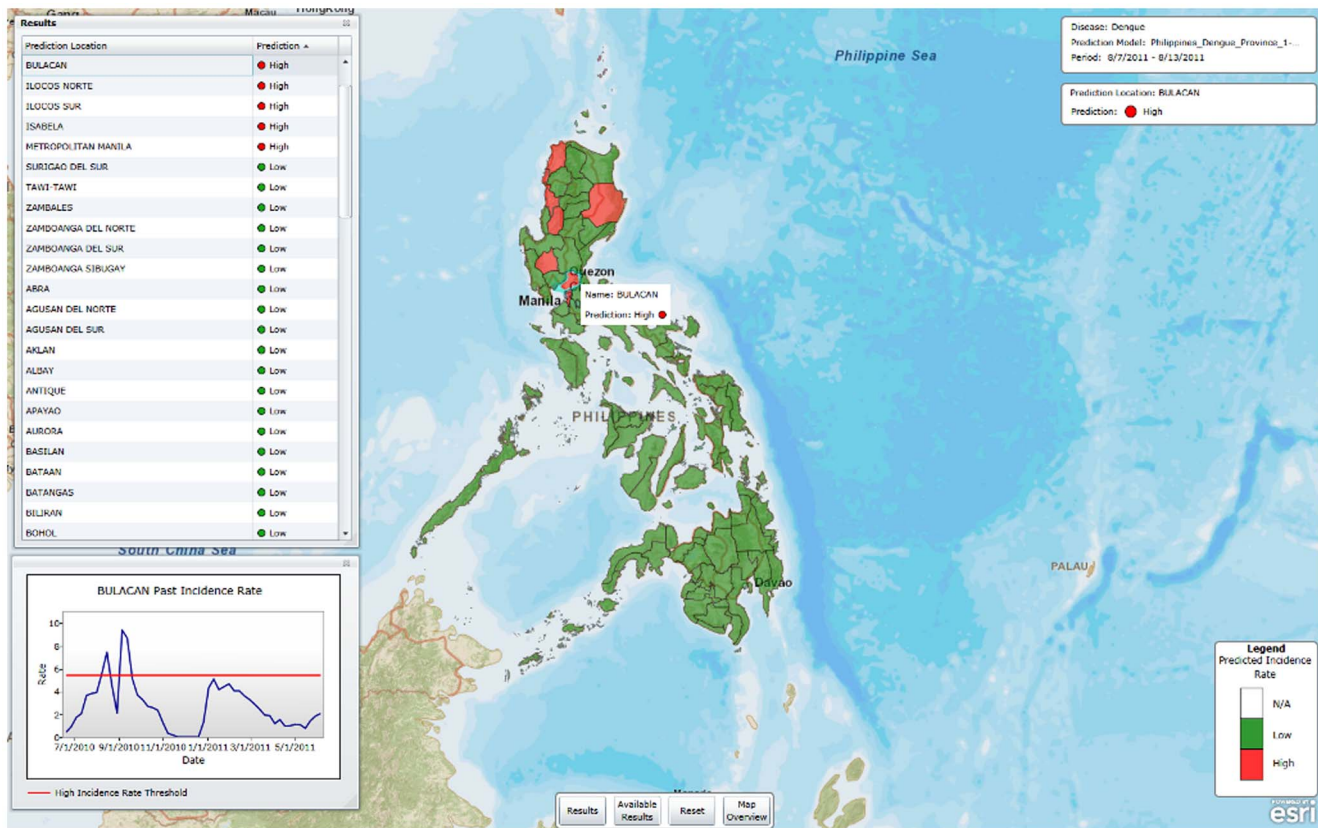 Gang
Macau
HongKong
Results
Prediction Location Prediction
BULACAN High
ILOCOS NORTE High
ILOCOS SUR High
ISABELA High
METROPOLITAN MANILA High
SURIGAO DEL SUR Low
TAWI-TAWI Low
ZAMBALES Low
ZAMBOANGA DEL NORTE Low
ZAMBOANGA DEL SUR Low
ZAMBOANGA SIBUGAY Low
ABRA Low
AGUSAN DEL NORTE Low
AGUSAN DEL SUR Low
AKLAN Low
ALBAY Low
ANTIQUE Low
APAYAO Low
AURORA Low
BASILAN Low
BATAAN Low
BATANGAS Low
BILIRAN Low
BOHOL Low
South China Sea
BULACAN Past Incidence Rate
Rate
10
8
6
4
2
0
7/1/2010 9/1/2010 11/1/2010 1/1/2011 3/1/2011 5/1/2011
Date
High Incidence Rate Threshold
Philippine Sea
Quezon
Manila
Name: BULACAN
Prediction: High
PHILIPPINES
Davao
PALAU
Disease: Dengue
Prediction Model: Philippines_Dengue_Province_1-...
Period: 8/7/2011 - 8/13/2011
Prediction Location: BULACAN
Prediction: High
Legend
Predicted Incidence
Rate
N/A
Low
High
Results
Available
Results
Reset
Map
Overview
POWERED BY
esri